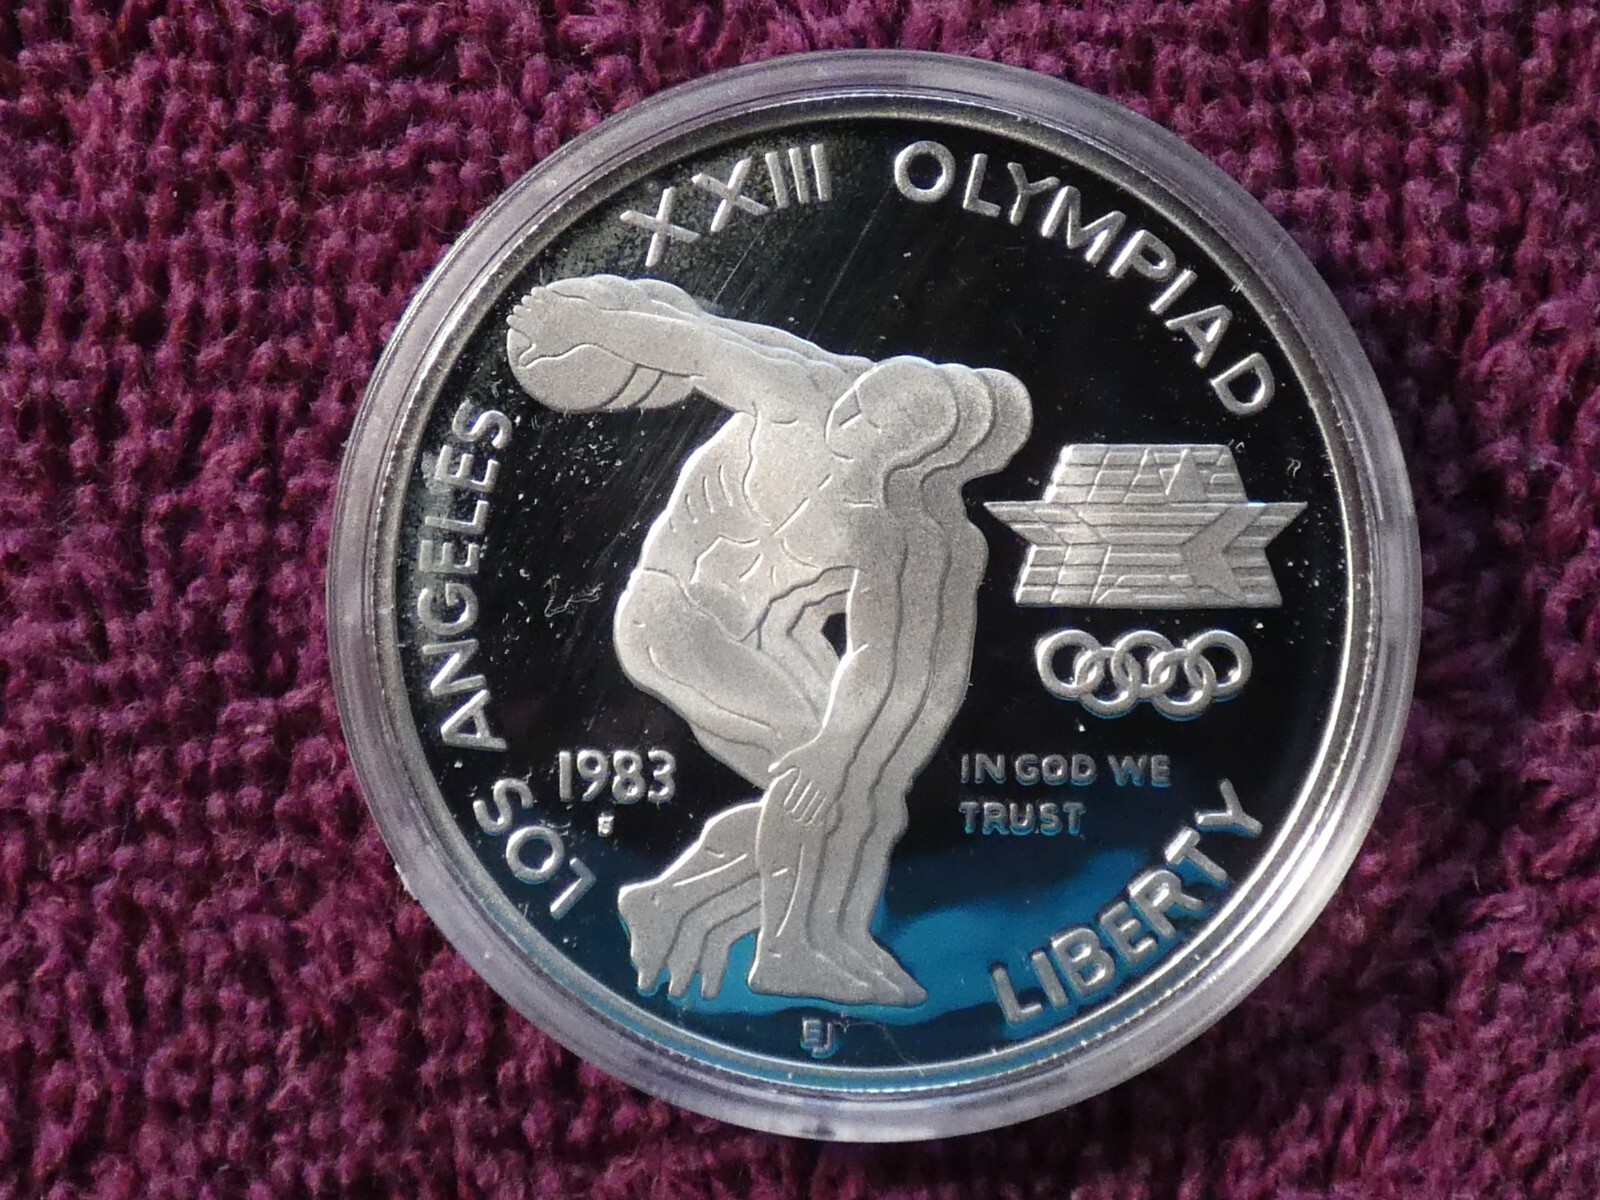 XXIII OLYMPIAD
LOS ANGELES
1983
S
IN GOD WE
TRUST
LIBERTY
EJ